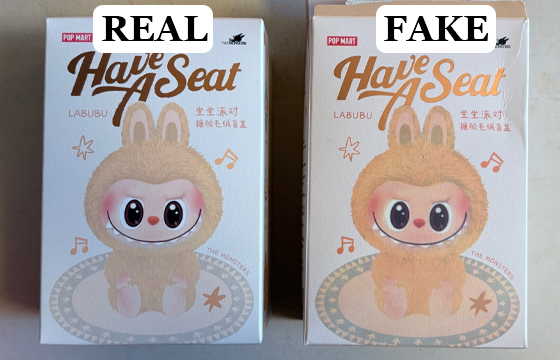 REAL
FAKE
POP MART
Have
A Seat
LABUBU
坐坐派对
搪胶毛绒盲盒
THE MONSTERS
POP MART
Have
A Seat
LABUBU
坐坐派对
搪胶毛绒盲盒
THE MONSTERS